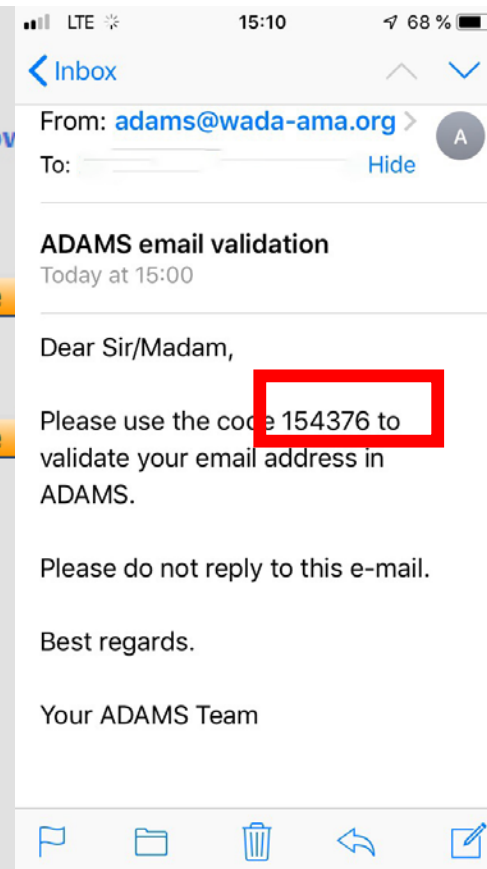 LTE 15:10 68 %
Inbox
From: adams@wada-ama.org
A
To: Hide
ADAMS email validation
Today at 15:00
Dear Sir/Madam,
Please use the code 154376 to
validate your email address in
ADAMS.
Please do not reply to this e-mail.
Best regards.
Your ADAMS Team